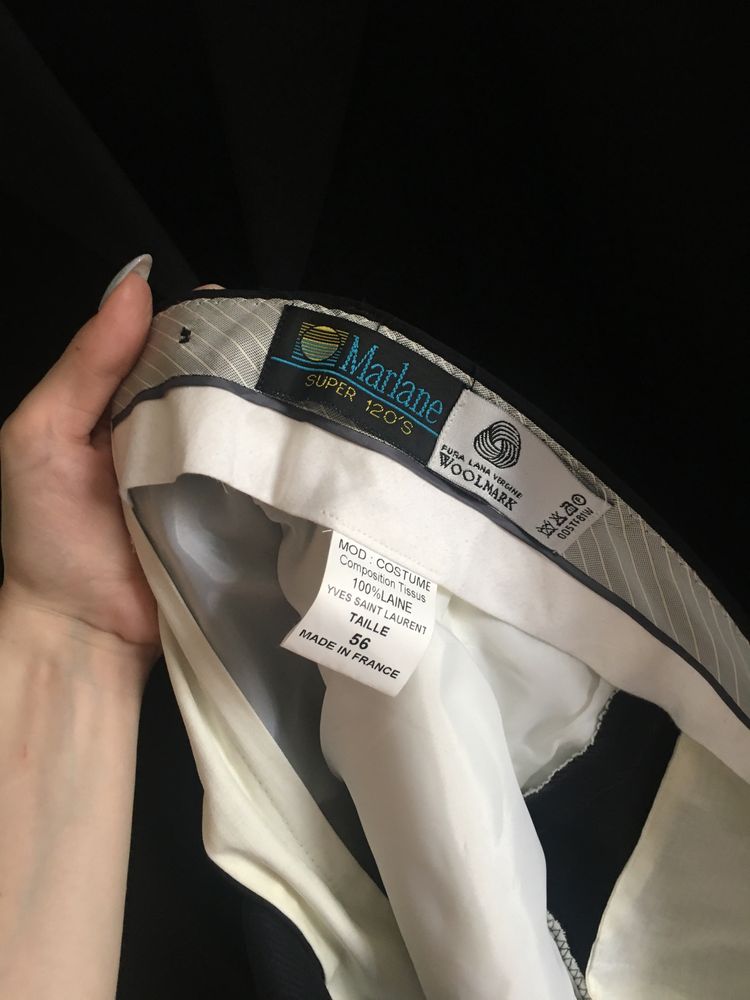 Marlane
SUPER 120'S
PURA LANA VERGINE
WOOLMARK
005TF81W
MOD : COSTUME
Composition Tissus
100%LAINE
YVES SAINT LAURENT
TAILLE
56
MADE IN FRANCE